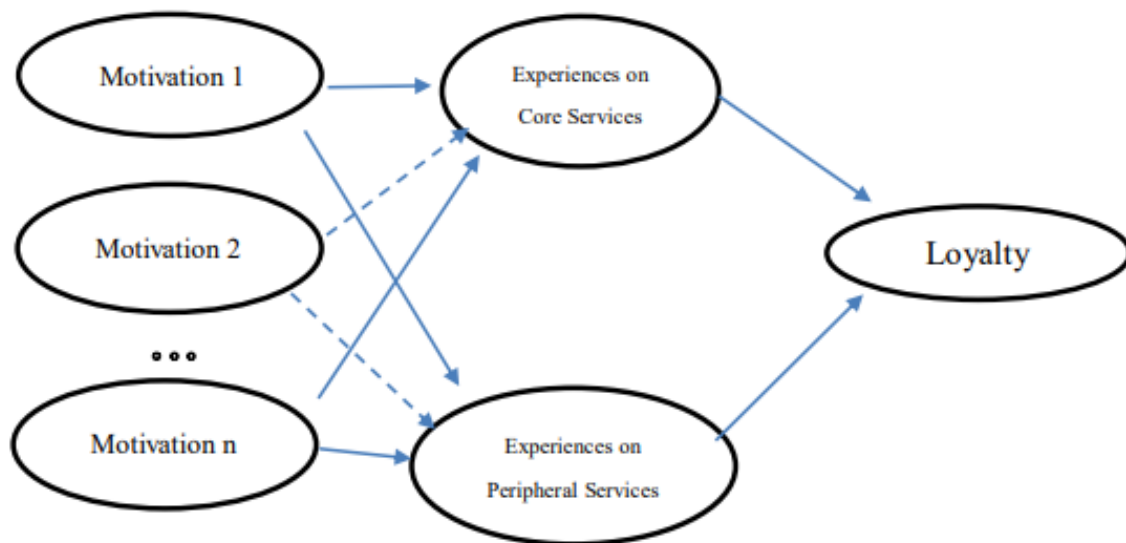 Motivation 1
Experiences on
Core Services
Motivation 2
Loyalty
Motivation n
Experiences on
Peripheral Services